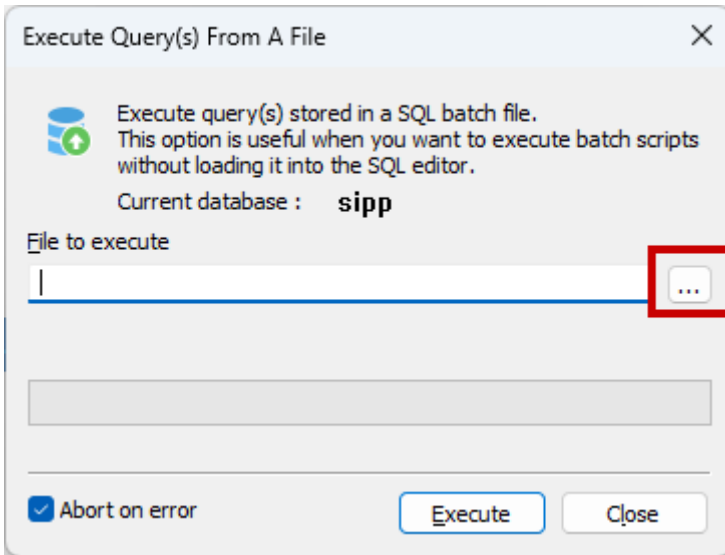 Execute Query(s) From A File
Execute query(s) stored in a SQL batch file.
This option is useful when you want to execute batch scripts
without loading it into the SQL editor.
Current database : sipp
File to execute
...
Abort on error
Execute
Close